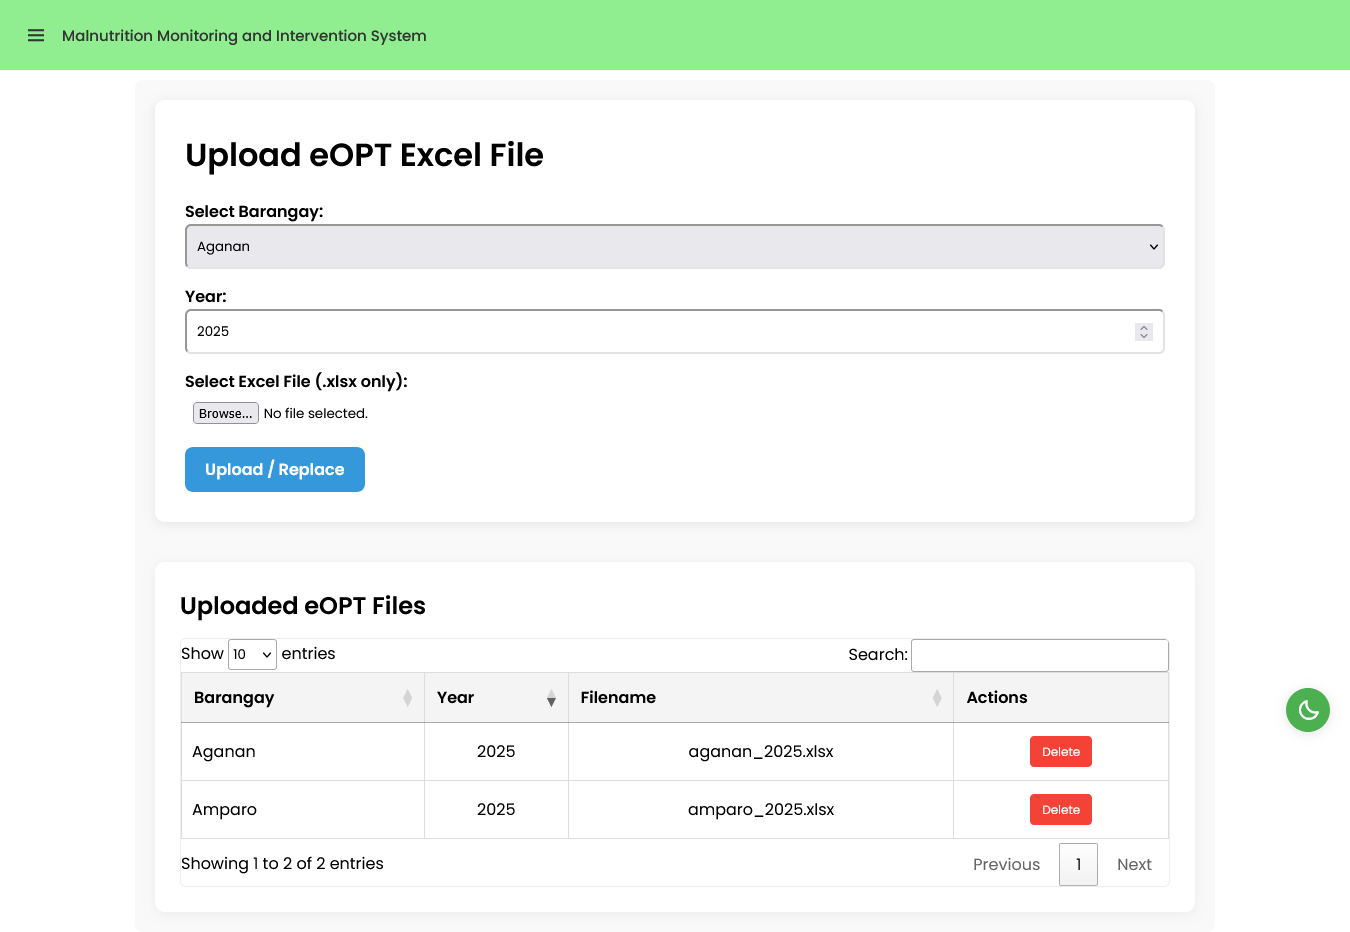 Malnutrition Monitoring and Intervention System
Upload eOPT Excel File
Select Barangay:
Aganan
Year:
2025
Select Excel File (.xlsx only):
Browse... No file selected.
Upload / Replace
Uploaded eOPT Files
Show 10 entries Search:
Barangay Year Filename Actions
Aganan 2025 aganan_2025.xlsx Delete
Amparo 2025 amparo_2025.xlsx Delete
Showing 1 to 2 of 2 entries Previous 1 Next